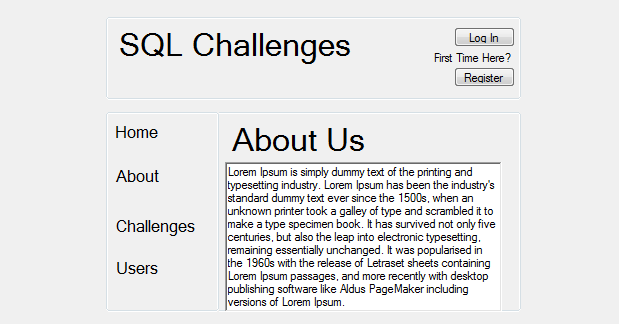 SQL Challenges
Log In
First Time Here?
Register
Home
About
Challenges
Users
About Us
Lorem Ipsum is simply dummy text of the printing and
typesetting industry. Lorem Ipsum has been the industry's
standard dummy text ever since the 1500s, when an
unknown printer took a galley of type and scrambled it to
make a type specimen book. It has survived not only five
centuries, but also the leap into electronic typesetting,
remaining essentially unchanged. It was popularised in
the 1960s with the release of Letraset sheets containing
Lorem Ipsum passages, and more recently with desktop
publishing software like Aldus PageMaker including
versions of Lorem Ipsum.